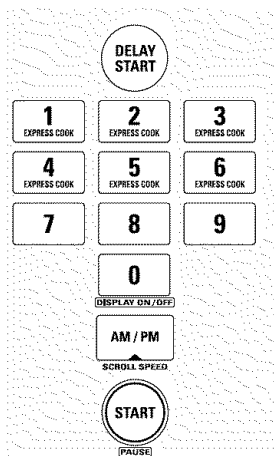 DELAY
START
1 2 3
EXPRESS COOK EXPRESS COOK EXPRESS COOK
4 5 6
EXPRESS COOK EXPRESS COOK EXPRESS COOK
7 8 9
0
DISPLAY ON/OFF
AM / PM
SCROLL SPEED
START
PAUSE